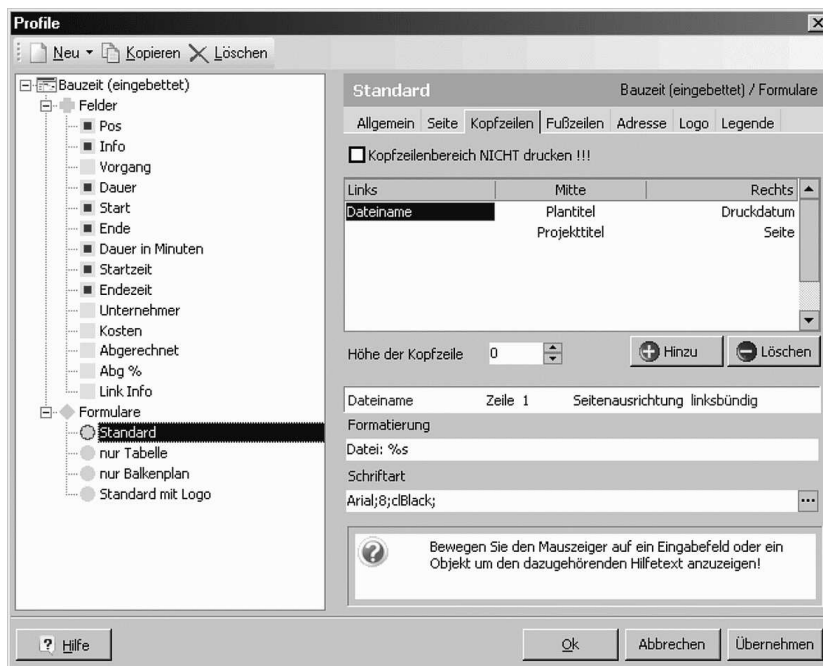 Profile
Neu Kopieren Löschen
Bauzeit (eingebettet)
Felder
Pos
Info
Vorgang
Dauer
Start
Ende
Dauer in Minuten
Startzeit
Endezeit
Unternehmer
Kosten
Abgerechnet
Abg %
Link Info
Formulare
Standard
nur Tabelle
nur Balkenplan
Standard mit Logo
Standard Bauzeit (eingebettet) / Formulare
Allgemein Seite Kopfzeilen Fußzeilen Adresse Logo Legende
Kopfzeilenbereich NICHT drucken !!!
Links Mitte Rechts
Dateiname Plantitel Druckdatum
Projekttitel Seite
Höhe der Kopfzeile 0 Hinzu Löschen
Dateiname Zeile 1 Seitenausrichtung linksbündig
Formatierung
Datei: %s
Schriftart
Arial;8;clBlack; ...
Bewegen Sie den Mauszeiger auf ein Eingabefeld oder ein
Objekt um den dazugehörenden Hilfetext anzuzeigen!
? Hilfe Ok Abbrechen Übernehmen